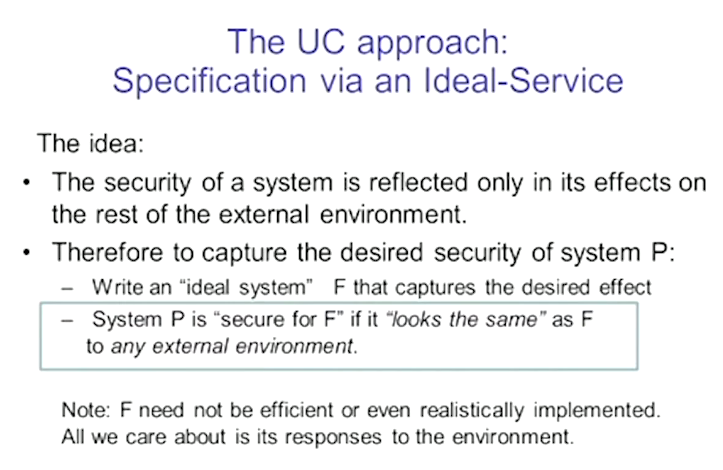 The UC approach:
Specification via an Ideal-Service
The idea:
• The security of a system is reflected only in its effects on
the rest of the external environment.
• Therefore to capture the desired security of system P:
– Write an “ideal system” F that captures the desired effect
– System P is “secure for F” if it “looks the same” as F
to any external environment.
Note: F need not be efficient or even realistically implemented.
All we care about is its responses to the environment.